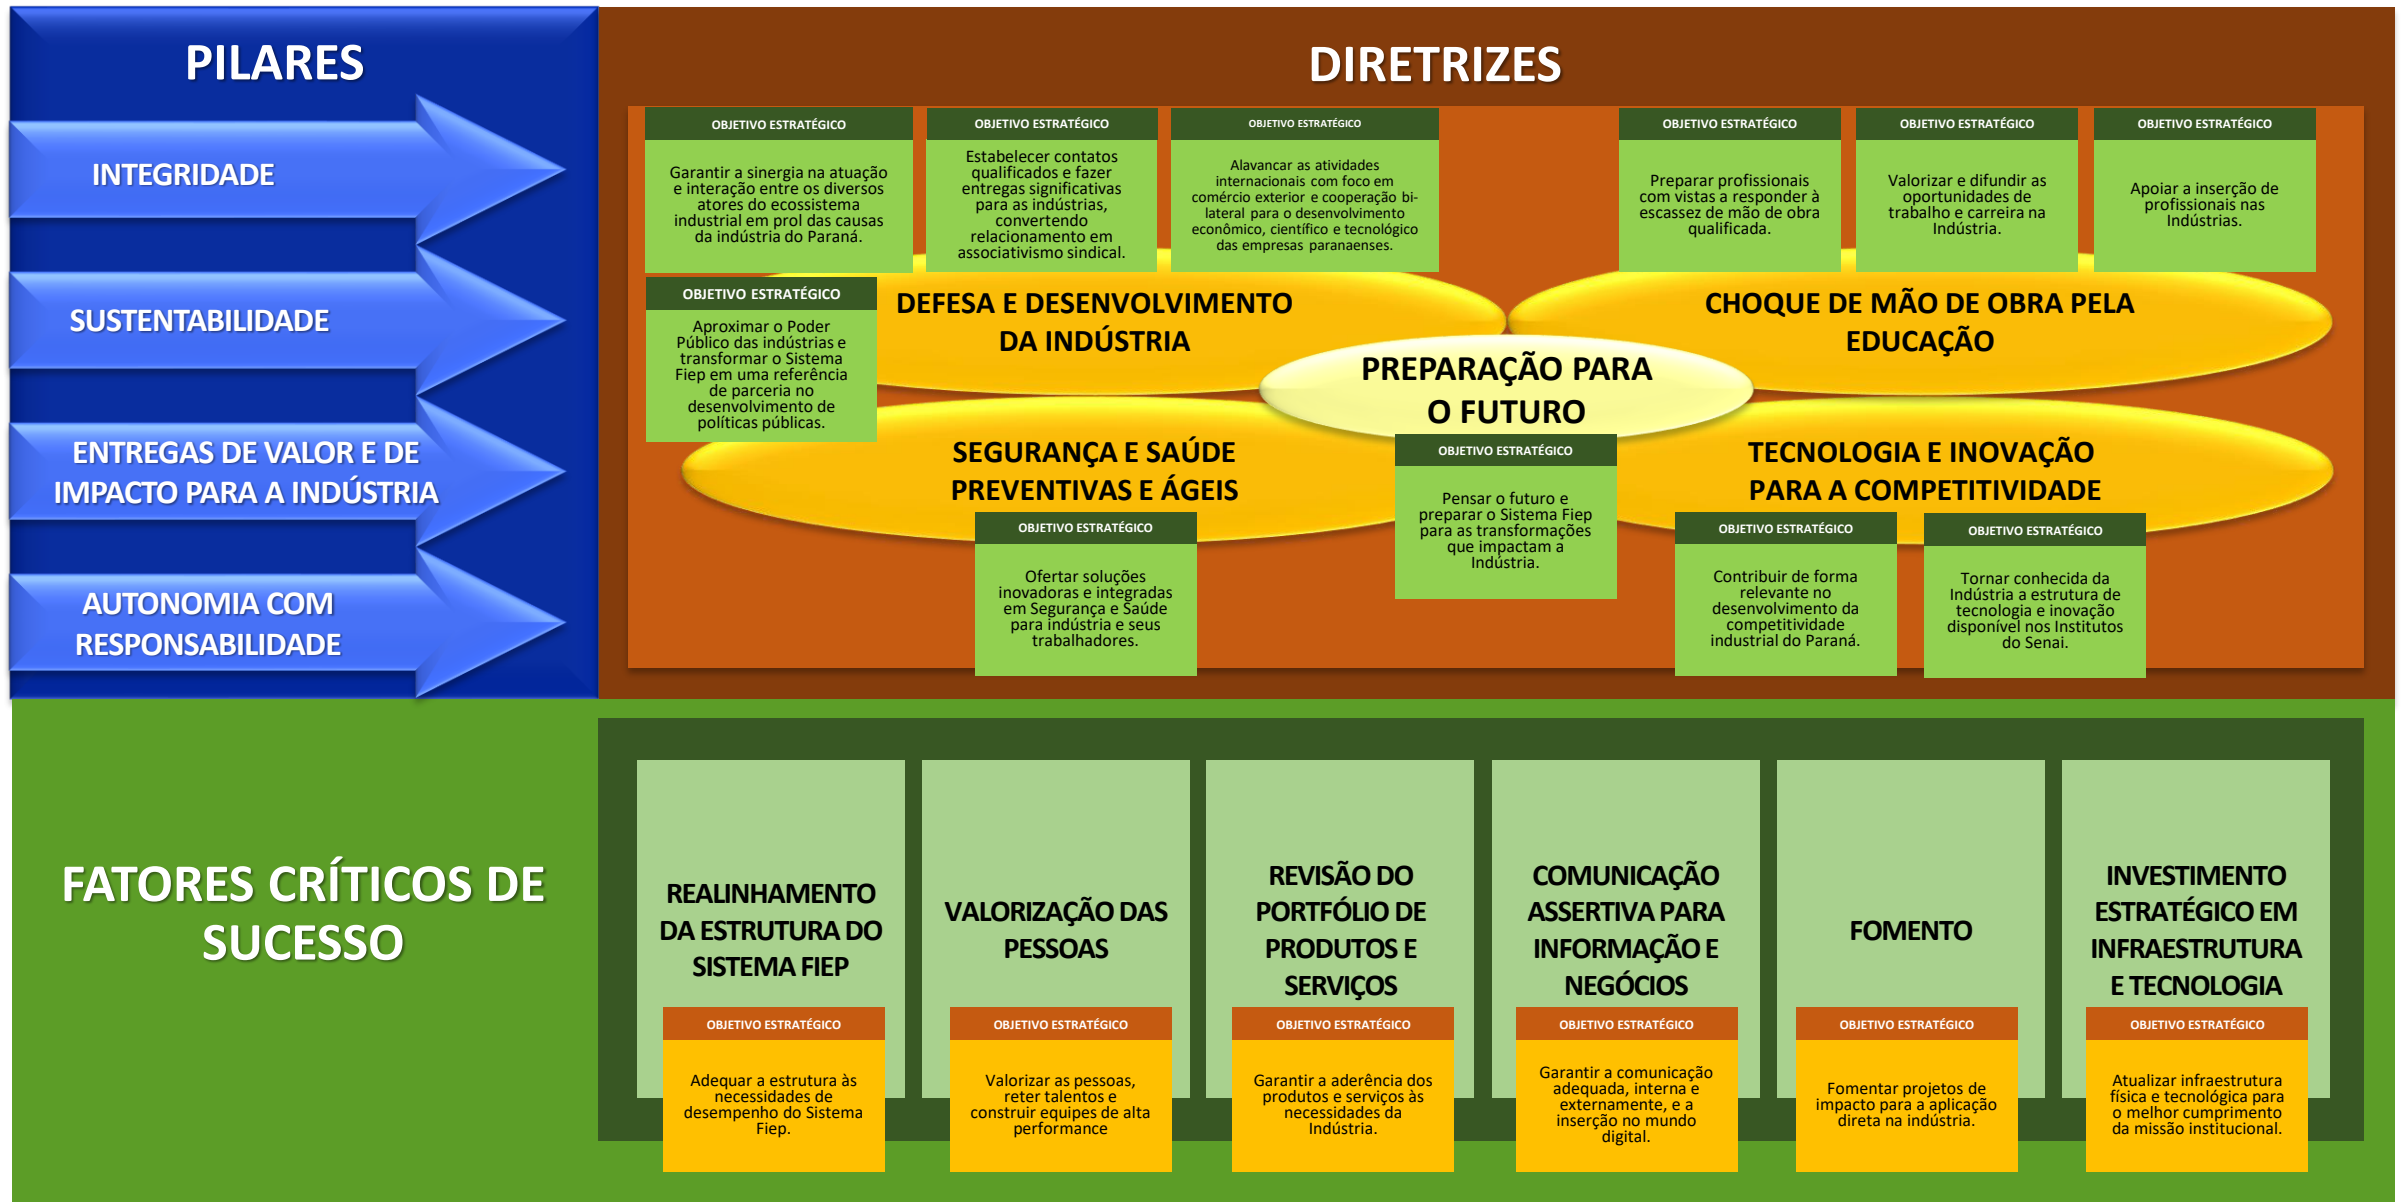 PILARES
INTEGRIDADE
SUSTENTABILIDADE
ENTREGAS DE VALOR E DE
IMPACTO PARA A INDÚSTRIA
AUTONOMIA COM
RESPONSABILIDADE
DIRETRIZES
OBJETIVO ESTRATÉGICO
Garantir a sinergia na atuação
e interação entre os diversos
atores do ecossistema
industrial em prol das causas
da indústria do Paraná.
OBJETIVO ESTRATÉGICO
Estabelecer contatos
qualificados e fazer
entregas significativas
para as indústrias,
convertendo
relacionamento em
associativismo sindical.
OBJETIVO ESTRATÉGICO
Alavancar as atividades
internacionais com foco em
comércio exterior e cooperação bi-
lateral para o desenvolvimento
econômico, científico e tecnológico
das empresas paranaenses.
OBJETIVO ESTRATÉGICO
Aproximar o Poder
Público das indústrias e
transformar o Sistema
Fiep em uma referência
de parceria no
desenvolvimento de
políticas públicas.
DEFESA E DESENVOLVIMENTO
DA INDÚSTRIA
OBJETIVO ESTRATÉGICO
Preparar profissionais
com vistas a responder à
escassez de mão de obra
qualificada.
OBJETIVO ESTRATÉGICO
Valorizar e difundir as
oportunidades de
trabalho e carreira na
Indústria.
OBJETIVO ESTRATÉGICO
Apoiar a inserção de
profissionais nas
Indústrias.
CHOQUE DE MÃO DE OBRA PELA
EDUCAÇÃO
PREPARAÇÃO PARA
O FUTURO
OBJETIVO ESTRATÉGICO
Pensar o futuro e
preparar o Sistema Fiep
para as transformações
que impactam a
Indústria.
SEGURANÇA E SAÚDE
PREVENTIVAS E ÁGEIS
OBJETIVO ESTRATÉGICO
Ofertar soluções
inovadoras e integradas
em Segurança e Saúde
para indústria e seus
trabalhadores.
TECNOLOGIA E INOVAÇÃO
PARA A COMPETITIVIDADE
OBJETIVO ESTRATÉGICO
Contribuir de forma
relevante no
desenvolvimento da
competitividade
industrial do Paraná.
OBJETIVO ESTRATÉGICO
Tornar conhecida da
Indústria a estrutura de
tecnologia e inovação
disponível nos Institutos
do Senai.
FATORES CRÍTICOS DE
SUCESSO
REALINHAMENTO
DA ESTRUTURA DO
SISTEMA FIEP
OBJETIVO ESTRATÉGICO
Adequar a estrutura às
necessidades de
desempenho do Sistema
Fiep.
VALORIZAÇÃO DAS
PESSOAS
OBJETIVO ESTRATÉGICO
Valorizar as pessoas,
reter talentos e
construir equipes de alta
performance
REVISÃO DO
PORTFÓLIO DE
PRODUTOS E
SERVIÇOS
OBJETIVO ESTRATÉGICO
Garantir a aderência dos
produtos e serviços às
necessidades da
Indústria.
COMUNICAÇÃO
ASSERTIVA PARA
INFORMAÇÃO E
NEGÓCIOS
OBJETIVO ESTRATÉGICO
Garantir a comunicação
adequada, interna e
externamente, e a
inserção no mundo
digital.
FOMENTO
OBJETIVO ESTRATÉGICO
Fomentar projetos de
impacto para a aplicação
direta na indústria.
INVESTIMENTO
ESTRATÉGICO EM
INFRAESTRUTURA
E TECNOLOGIA
OBJETIVO ESTRATÉGICO
Atualizar infraestrutura
física e tecnológica para
o melhor cumprimento
da missão institucional.